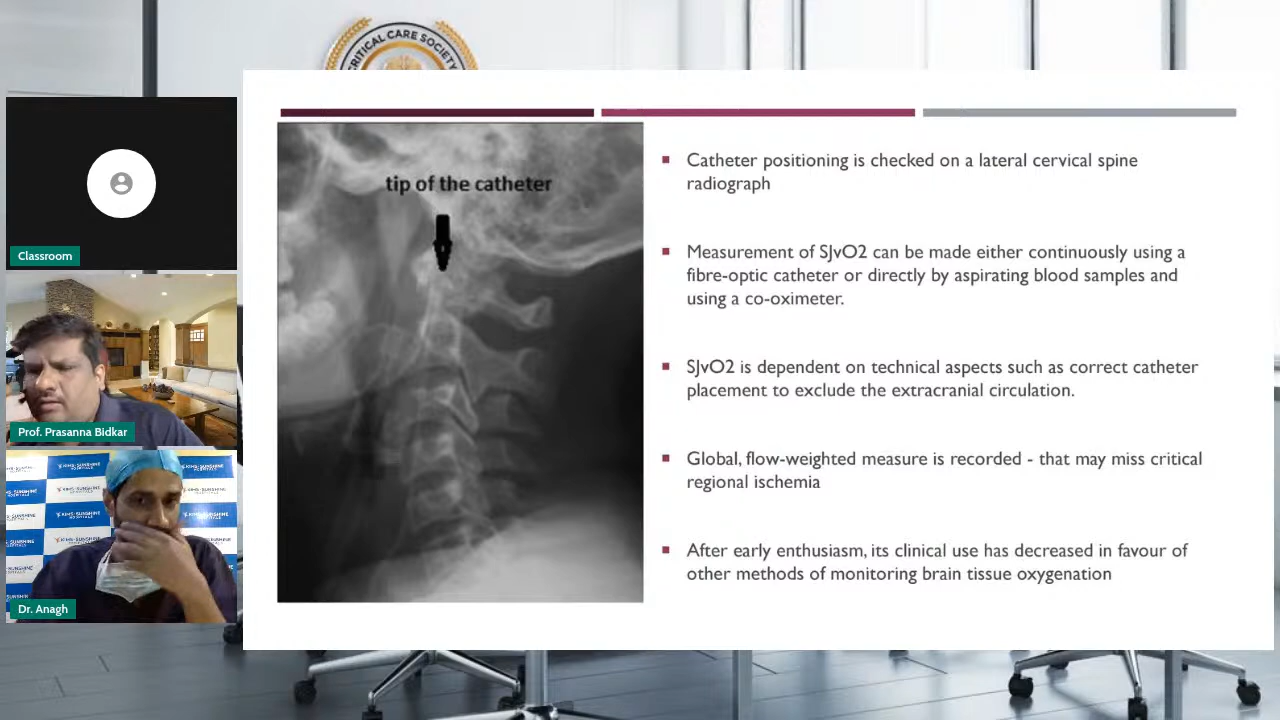 CRITICAL CARE SOCIETY
Classroom
Prof. Prasanna Bidkar
KIMS-SUNSHINE
HOSPITALS
Dr. Anagh
tip of the catheter
Catheter positioning is checked on a lateral cervical spine
radiograph
Measurement of SJvO2 can be made either continuously using a
fibre-optic catheter or directly by aspirating blood samples and
using a co-oximeter.
SJvO2 is dependent on technical aspects such as correct catheter
placement to exclude the extracranial circulation.
Global, flow-weighted measure is recorded - that may miss critical
regional ischemia
After early enthusiasm, its clinical use has decreased in favour of
other methods of monitoring brain tissue oxygenation